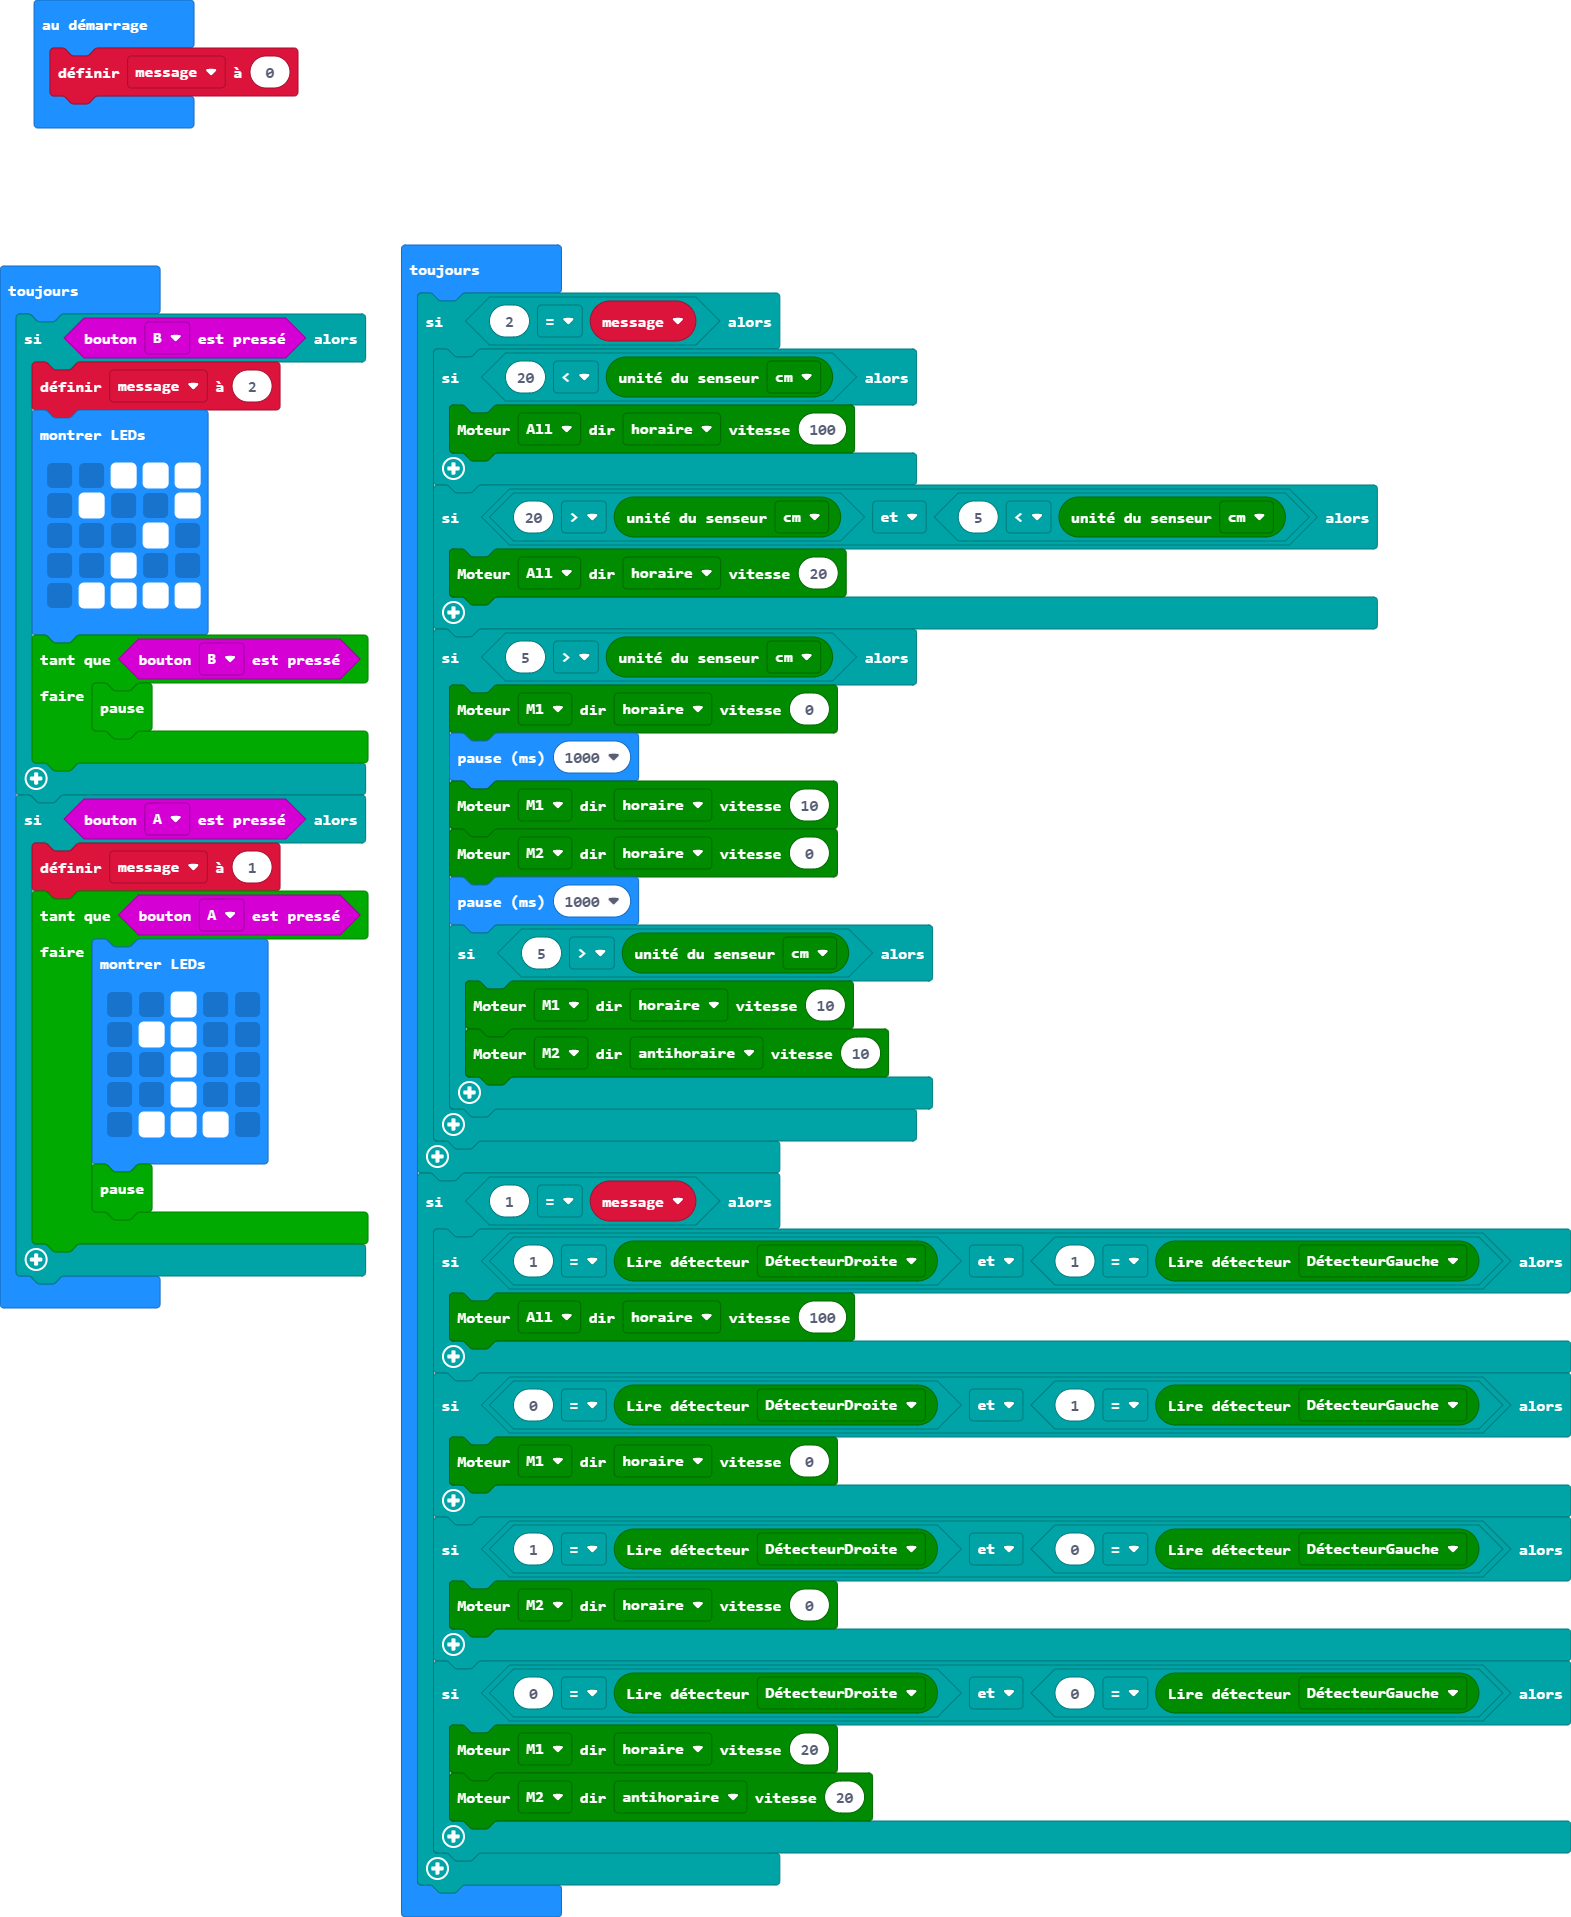 au démarrage
définir message à 0
toujours
si bouton B est pressé alors
définir message à 2
montrer LEDs
tant que bouton B est pressé
faire
pause
si bouton A est pressé alors
définir message à 1
tant que bouton A est pressé
faire
montrer LEDs
pause
toujours
si 2 = message alors
si 20 < unité du senseur cm alors
Moteur All dir horaire vitesse 100
si 20 > unité du senseur cm et 5 < unité du senseur cm alors
Moteur All dir horaire vitesse 20
si 5 > unité du senseur cm alors
Moteur M1 dir horaire vitesse 0
pause (ms) 1000
Moteur M1 dir horaire vitesse 10
Moteur M2 dir horaire vitesse 0
pause (ms) 1000
si 5 > unité du senseur cm alors
Moteur M1 dir horaire vitesse 10
Moteur M2 dir antihoraire vitesse 10
si 1 = message alors
si 1 = Lire détecteur DétecteurDroite et 1 = Lire détecteur DétecteurGauche alors
Moteur All dir horaire vitesse 100
si 0 = Lire détecteur DétecteurDroite et 1 = Lire détecteur DétecteurGauche alors
Moteur M1 dir horaire vitesse 0
si 1 = Lire détecteur DétecteurDroite et 0 = Lire détecteur DétecteurGauche alors
Moteur M2 dir horaire vitesse 0
si 0 = Lire détecteur DétecteurDroite et 0 = Lire détecteur DétecteurGauche alors
Moteur M1 dir horaire vitesse 20
Moteur M2 dir antihoraire vitesse 20